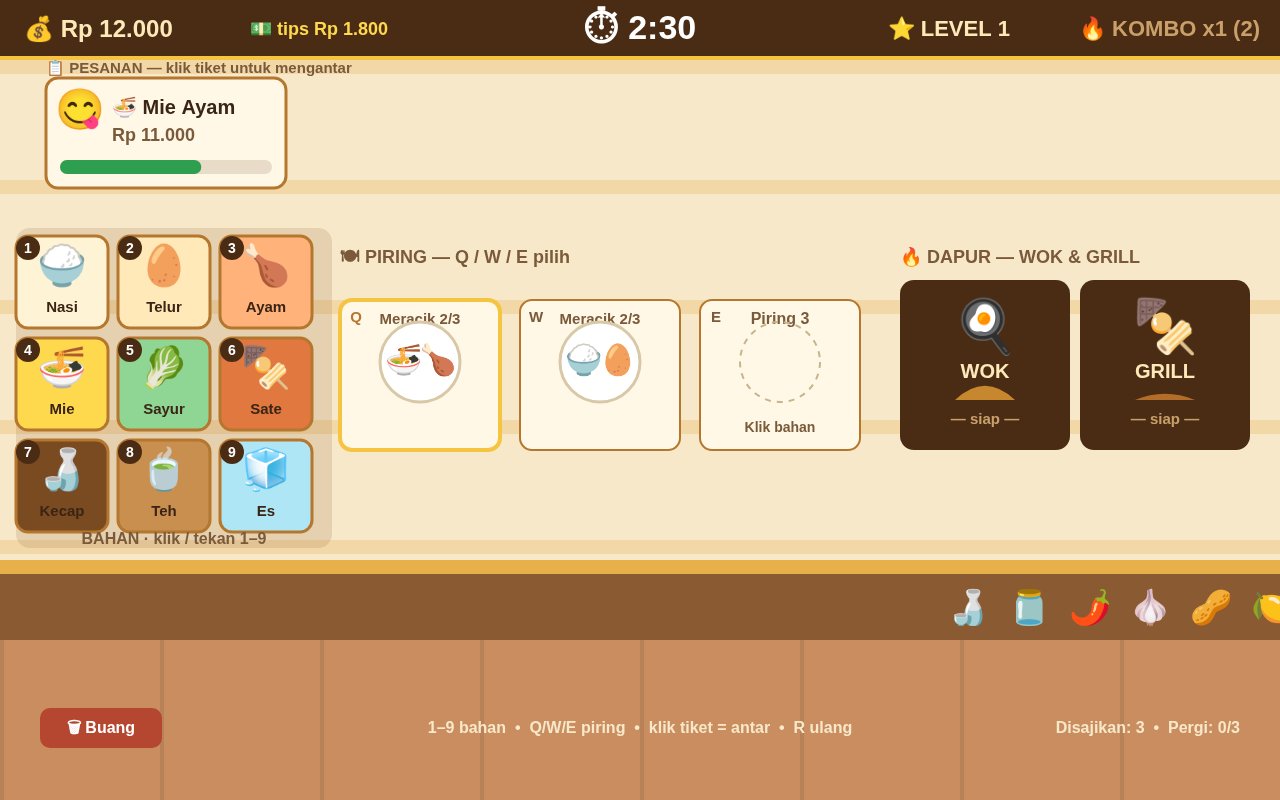 Rp 12.000
tips Rp 1.800
2:30
LEVEL 1
KOMBO x1 (2)
PESANAN — klik tiket untuk mengantar
Mie Ayam
Rp 11.000
1
Nasi
2
Telur
3
Ayam
4
Mie
5
Sayur
6
Sate
7
Kecap
8
Teh
9
Es
BAHAN · klik / tekan 1–9
PIRING — Q / W / E pilih
Q
Meracik 2/3
W
Meracik 2/3
E
Piring 3
Klik bahan
DAPUR — WOK & GRILL
WOK
— siap —
GRILL
— siap —
Buang
1–9 bahan • Q/W/E piring • klik tiket = antar • R ulang
Disajikan: 3 • Pergi: 0/3